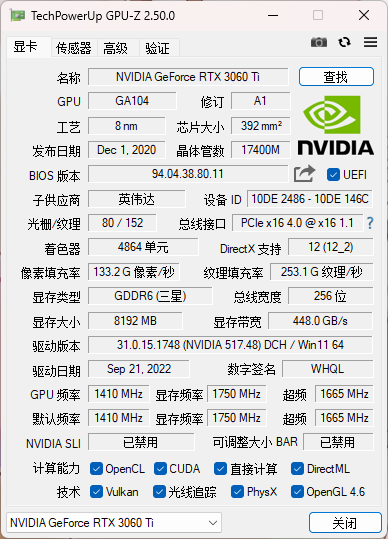 TechPowerUp GPU-Z 2.50.0
显卡 传感器 高级 验证
名称 NVIDIA GeForce RTX 3060 Ti 查找
GPU GA104 修订 A1
工艺 8 nm 芯片大小 392 mm²
发布日期 Dec 1, 2020 晶体管数 17400M
NVIDIA
BIOS 版本 94.04.38.80.11 UEFI
子供应商 英伟达 设备 ID 10DE 2486 - 10DE 146C
光栅/纹理 80 / 152 总线接口 PCIe x16 4.0 @ x16 1.1 ?
着色器 4864 单元 DirectX 支持 12 (12_2)
像素填充率 133.2 G 像素/秒 纹理填充率 253.1 G 纹理/秒
显存类型 GDDR6 (三星) 总线宽度 256 位
显存大小 8192 MB 显存带宽 448.0 GB/s
驱动版本 31.0.15.1748 (NVIDIA 517.48) DCH / Win11 64
驱动日期 Sep 21, 2022 数字签名 WHQL
GPU 频率 1410 MHz 显存频率 1750 MHz 超频 1665 MHz
默认频率 1410 MHz 显存频率 1750 MHz 超频 1665 MHz
NVIDIA SLI 已禁用 可调整大小 BAR 已禁用
计算能力 OpenCL CUDA 直接计算 DirectML
技术 Vulkan 光线追踪 PhysX OpenGL 4.6
NVIDIA GeForce RTX 3060 Ti 关闭